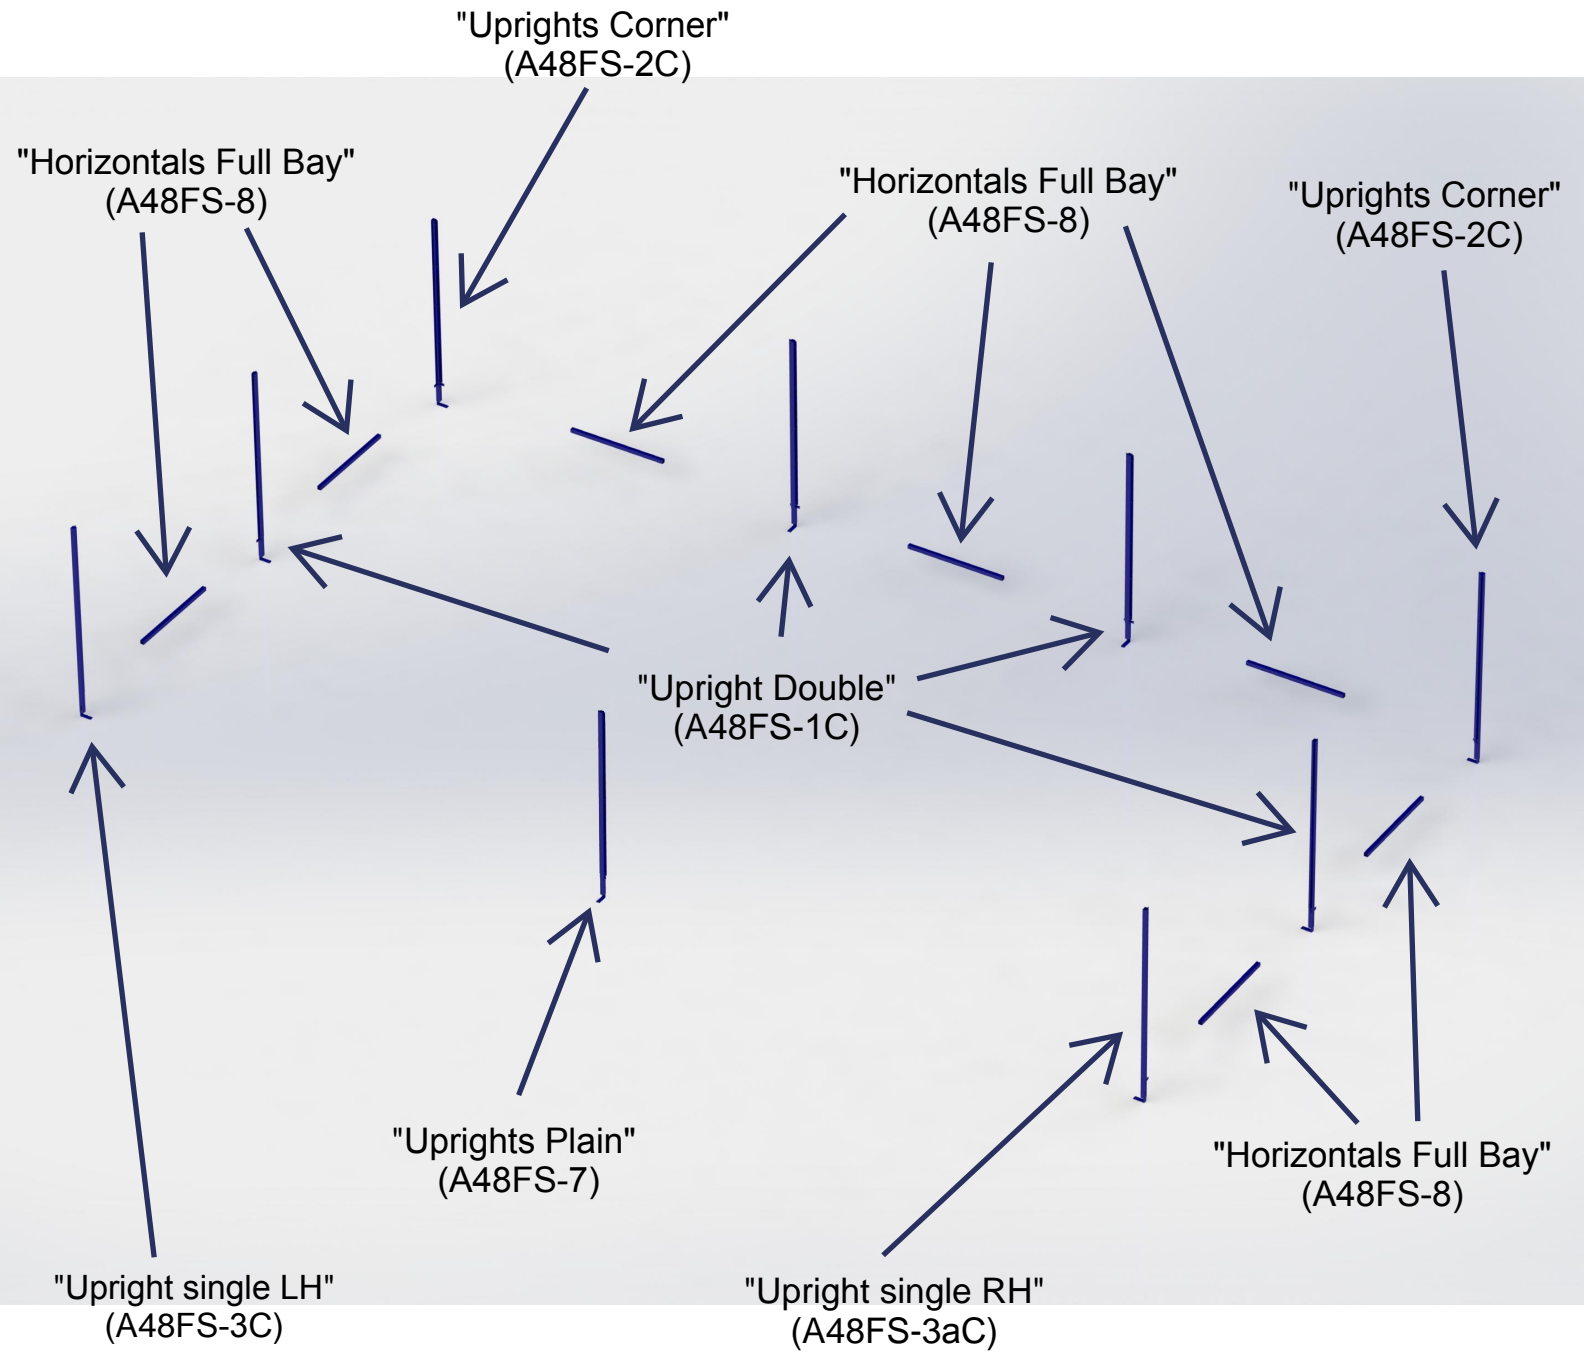 "Uprights Corner"
(A48FS-2C)
"Horizontals Full Bay"
(A48FS-8)
"Horizontals Full Bay"
(A48FS-8)
"Uprights Corner"
(A48FS-2C)
"Upright Double"
(A48FS-1C)
"Uprights Plain"
(A48FS-7)
"Horizontals Full Bay"
(A48FS-8)
"Upright single LH"
(A48FS-3C)
"Upright single RH"
(A48FS-3aC)